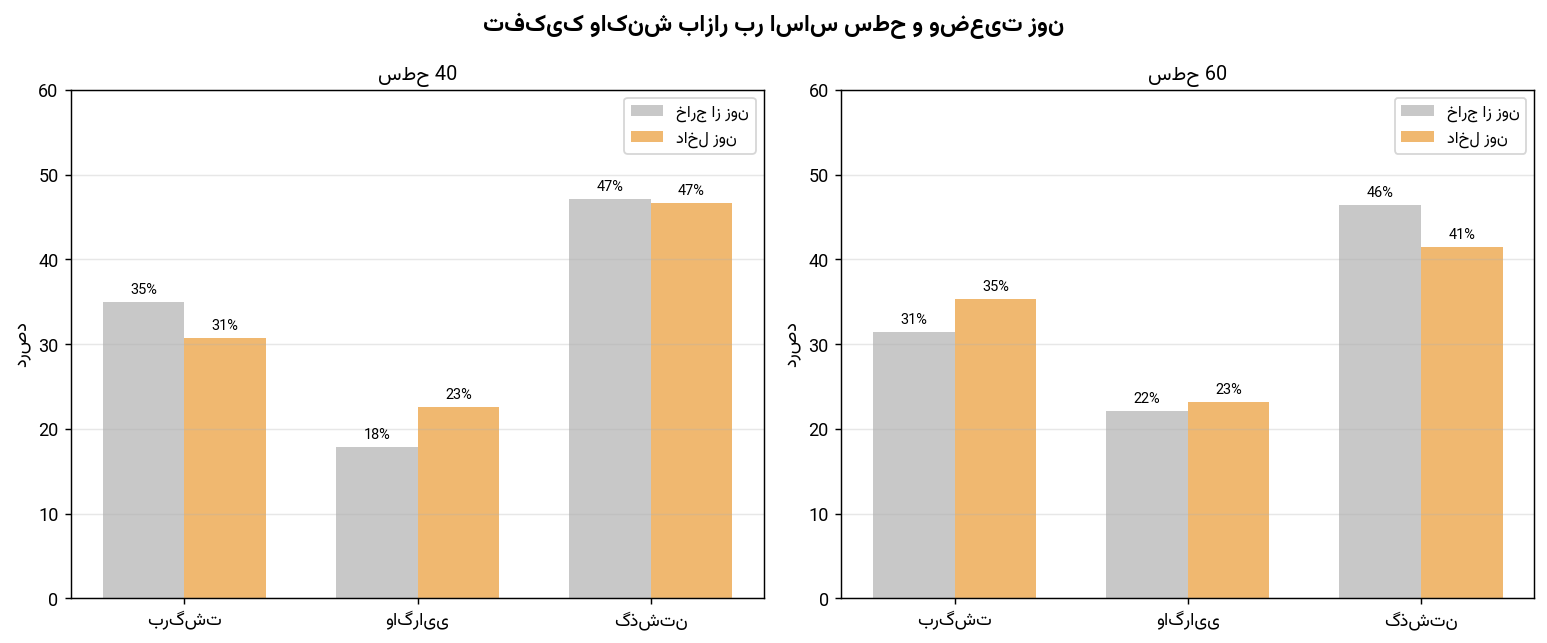 تفکیک واکنش بازار بر اساس سطح و وضعیت زون
سطح 40
درصد
60
50
40
30
20
10
0
خارج از زون
داخل زون
35%
31%
18%
23%
47%
47%
برگشت
واگرایی
گذشتن
سطح 60
درصد
60
50
40
30
20
10
0
خارج از زون
داخل زون
31%
35%
22%
23%
46%
41%
برگشت
واگرایی
گذشتن